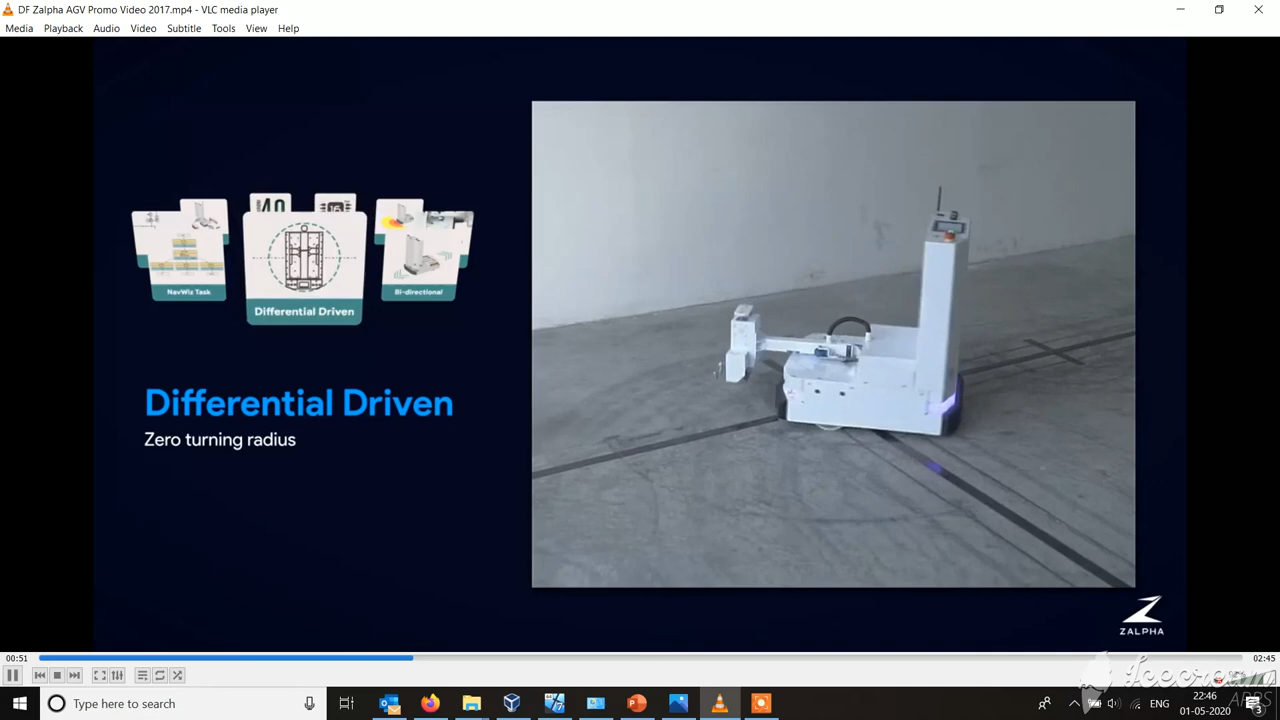 DF Zalpha AGV Promo Video 2017.mp4 - VLC media player
Media Playback Audio Video Subtitle Tools View Help
NavWiz Task
Differential Driven
Bi-directional
Differential Driven
Zero turning radius
ZALPHA
00:51
02:45
Type here to search
ENG
22:46
01-05-2020
3
APPS